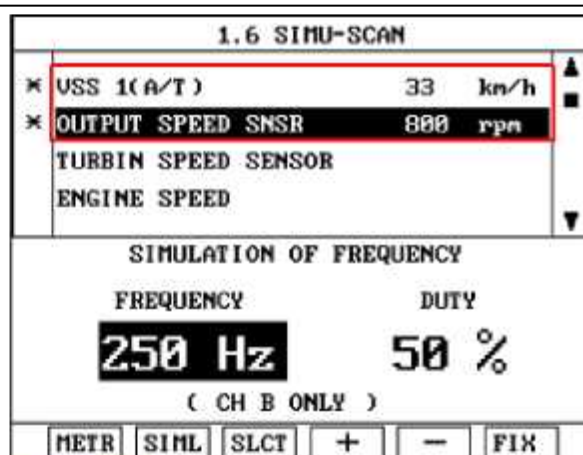 1.6 SIMU-SCAN
* VSS 1(A/T) 33 km/h
* OUTPUT SPEED SNSR 800 rpm
TURBIN SPEED SENSOR
ENGINE SPEED
SIMULATION OF FREQUENCY
FREQUENCY DUTY
250 Hz 50 %
( CH B ONLY )
METR SIML SLCT + - FIX